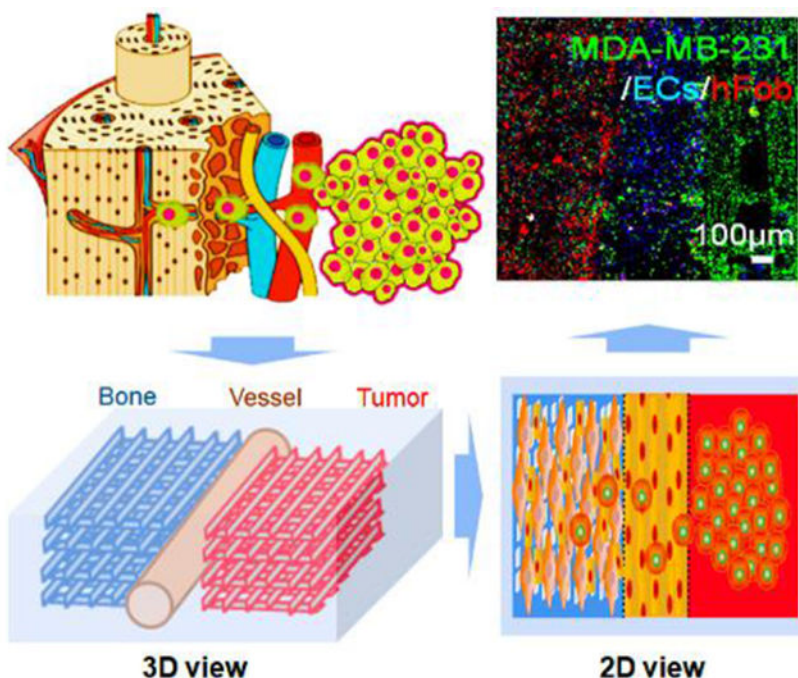 MDA-MB-231
/ECs/hFob
100μm
Bone Vessel Tumor
3D view
2D view